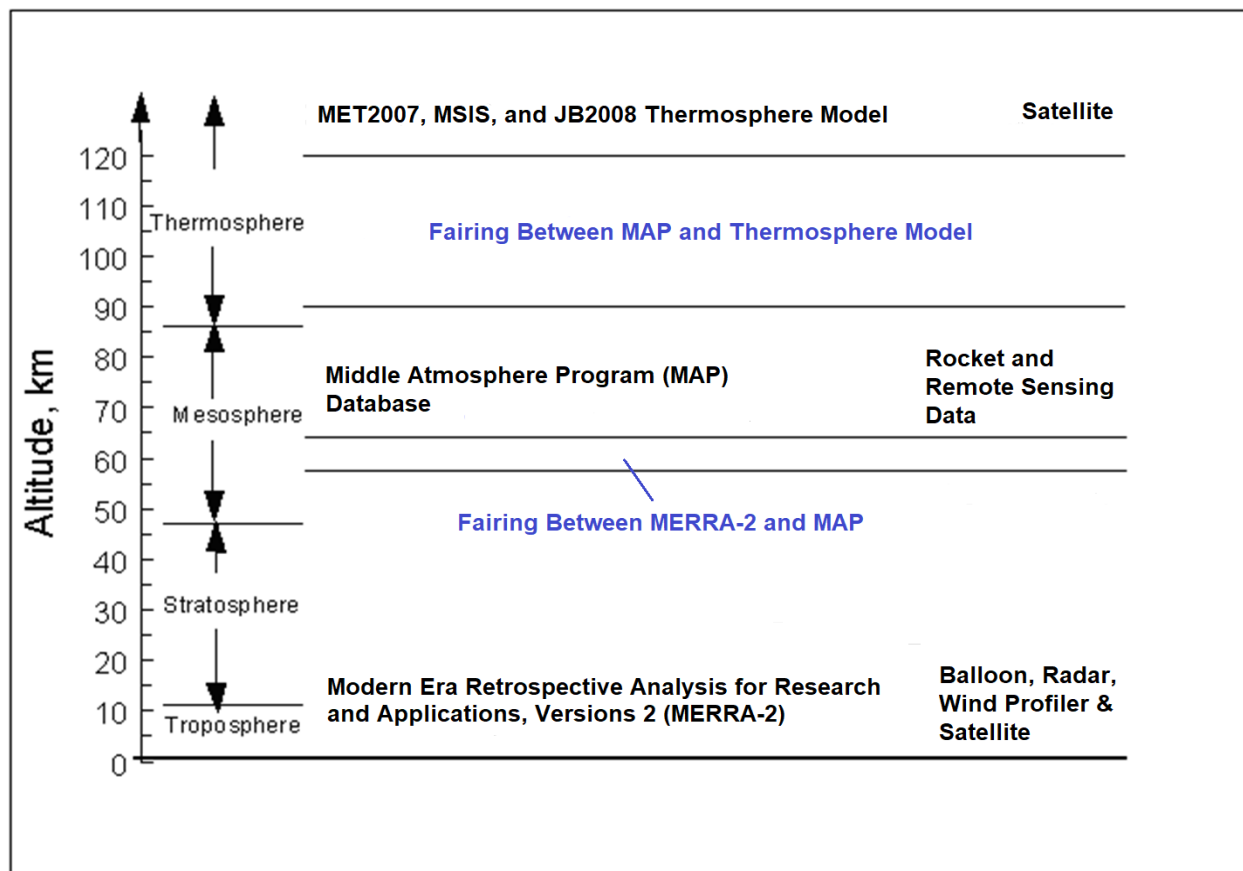 MET2007, MSIS, and JB2008 Thermosphere Model
Satellite
120
110
Thermosphere
Fairing Between MAP and Thermosphere Model
100
90
80
Middle Atmosphere Program (MAP)
Database
Rocket and
Remote Sensing
Data
70
Mesosphere
60
50
Fairing Between MERRA-2 and MAP
Altitude, km
40
30
Stratosphere
20
Modern Era Retrospective Analysis for Research
and Applications, Versions 2 (MERRA-2)
Balloon, Radar,
Wind Profiler &
Satellite
10
Troposphere
0